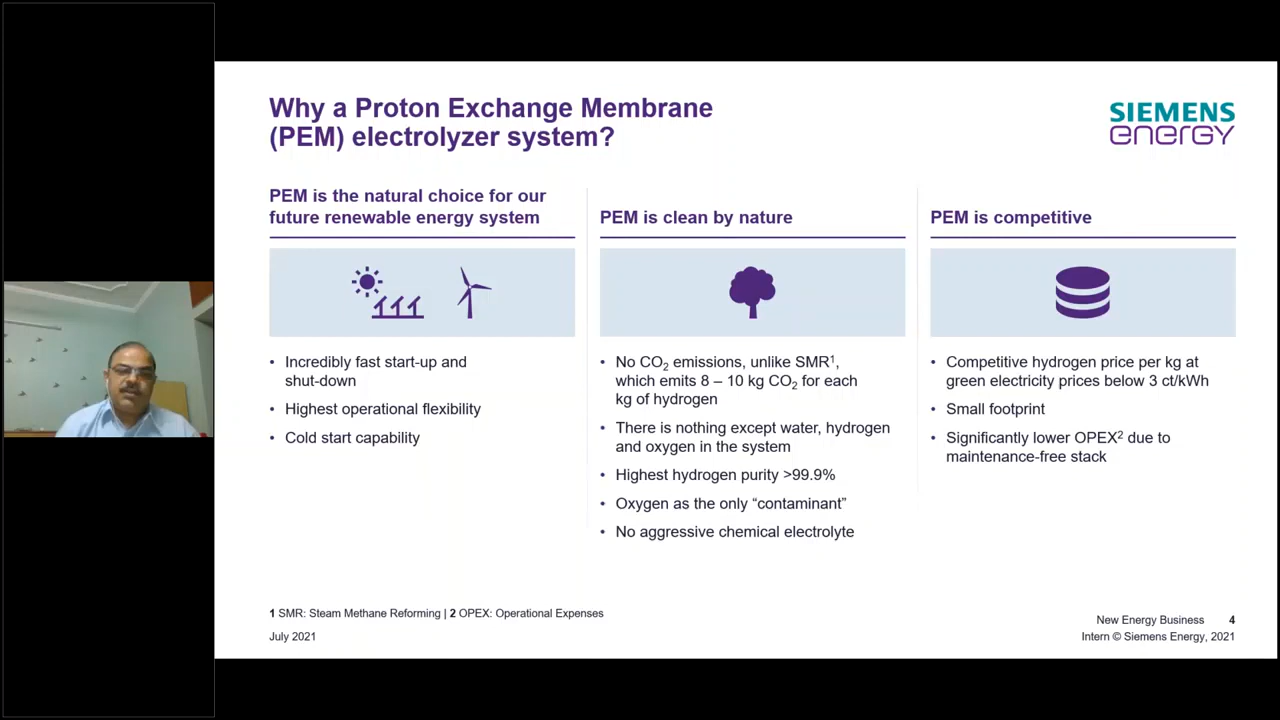 Why a Proton Exchange Membrane
(PEM) electrolyzer system?
SIEMENS
energy
PEM is the natural choice for our
future renewable energy system
• Incredibly fast start-up and
shut-down
• Highest operational flexibility
• Cold start capability
PEM is clean by nature
• No CO₂ emissions, unlike SMR¹,
which emits 8 – 10 kg CO₂ for each
kg of hydrogen
• There is nothing except water, hydrogen
and oxygen in the system
• Highest hydrogen purity >99.9%
• Oxygen as the only “contaminant”
• No aggressive chemical electrolyte
PEM is competitive
• Competitive hydrogen price per kg at
green electricity prices below 3 ct/kWh
• Small footprint
• Significantly lower OPEX² due to
maintenance-free stack
1 SMR: Steam Methane Reforming | 2 OPEX: Operational Expenses
July 2021
New Energy Business 4
Intern © Siemens Energy, 2021